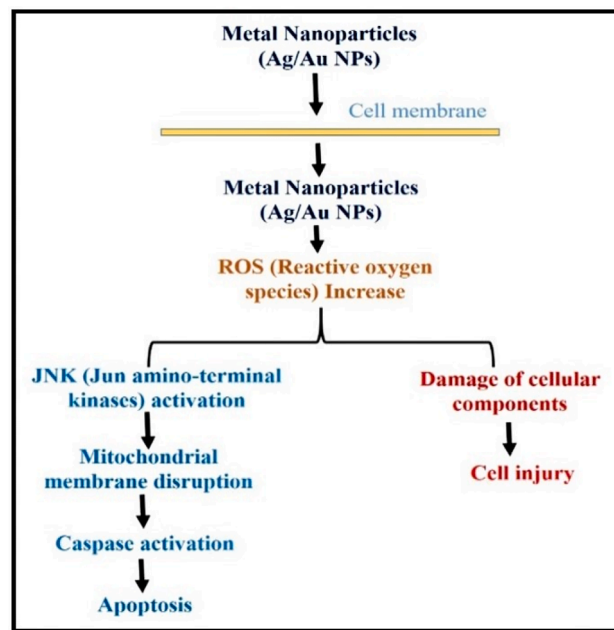 Metal Nanoparticles
(Ag/Au NPs)
Cell membrane
Metal Nanoparticles
(Ag/Au NPs)
ROS (Reactive oxygen
species) Increase
JNK (Jun amino-terminal
kinases) activation
Mitochondrial
membrane disruption
Caspase activation
Apoptosis
Damage of cellular
components
Cell injury